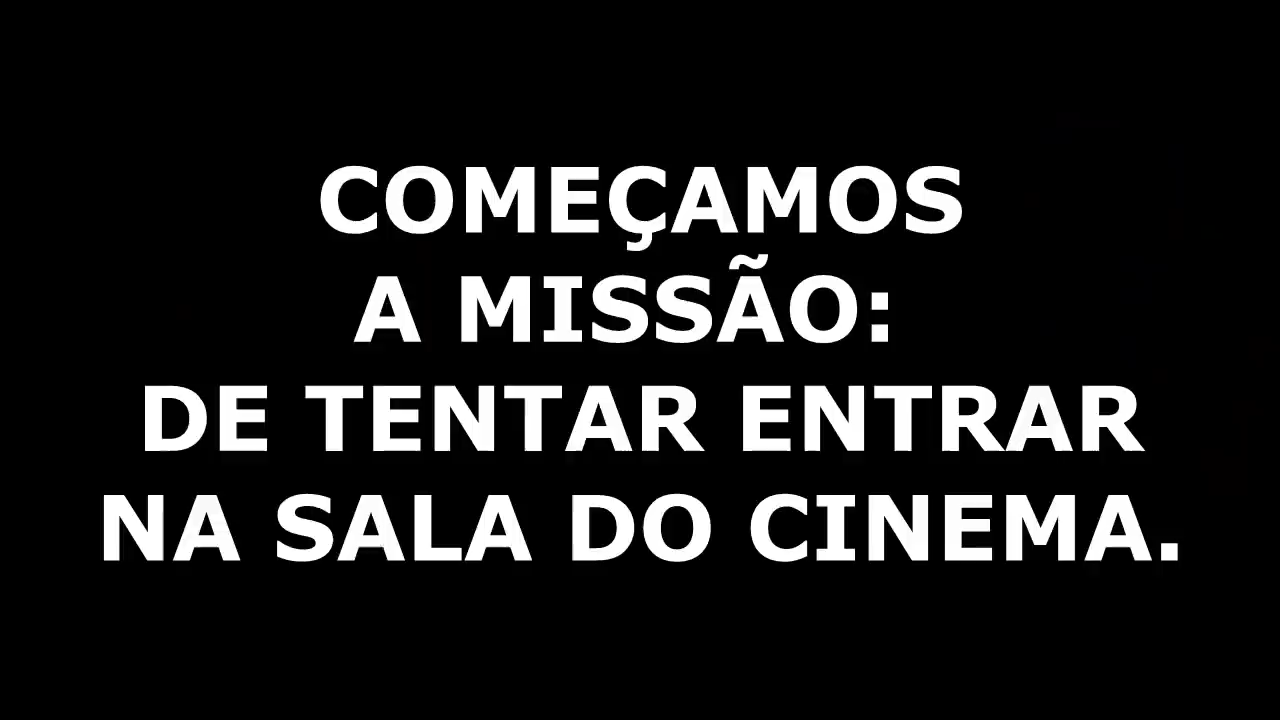 COMEÇAMOS
A MISSÃO:
DE TENTAR ENTRAR
NA SALA DO CINEMA.